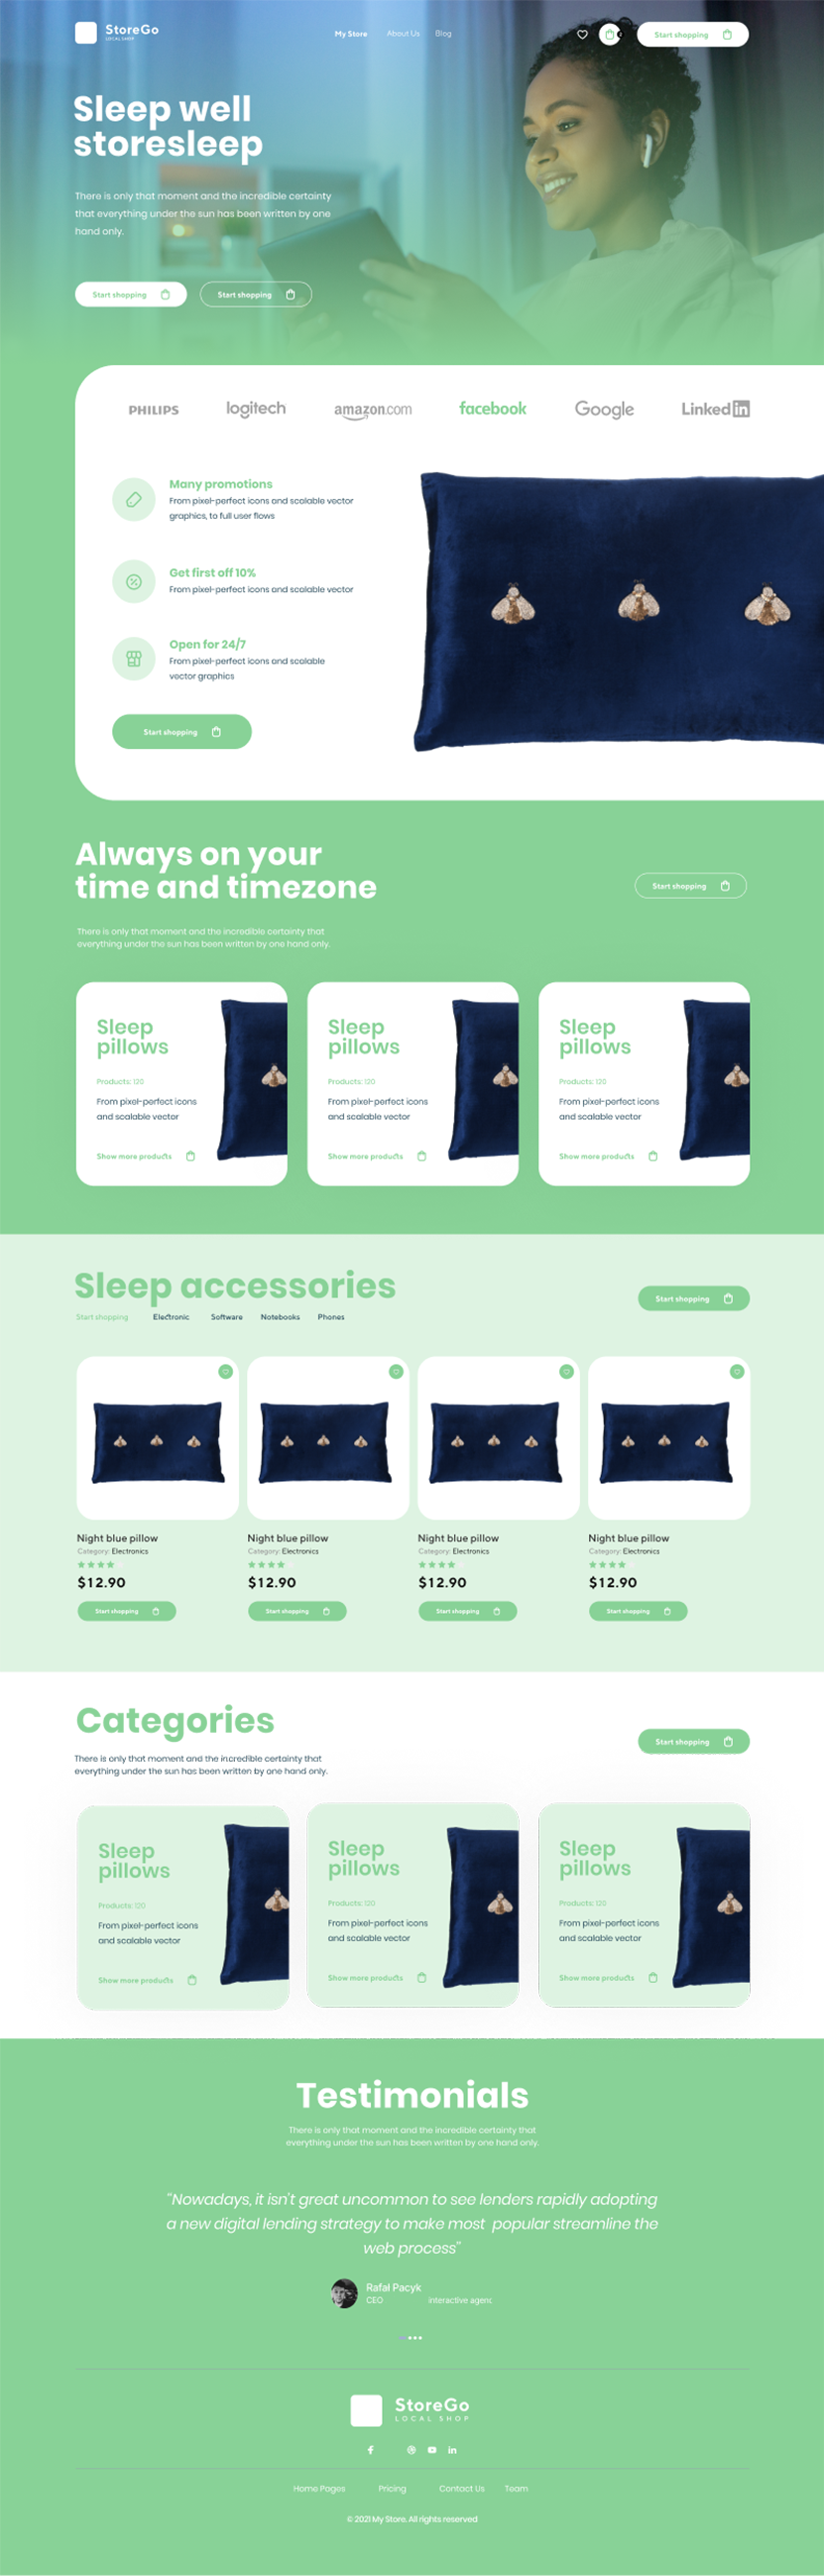 StoreGo
LOCAL SHOP
My Store
About Us
Blog
Start shopping
Sleep well
storesleep
There is only that moment and the incredible certainty
that everything under the sun has been written by one
hand only.
Start shopping
Start shopping
PHILIPS
logitech
amazon.com
facebook
Google
Linked in
Many promotions
From pixel-perfect icons and scalable vector
graphics, to full user flows
Get first off 10%
From pixel-perfect icons and scalable vector
Open for 24/7
From pixel-perfect icons and scalable
vector graphics
Start shopping
Always on your
time and timezone
Start shopping
There is only that moment and the incredible certainty that
everything under the sun has been written by one hand only.
Sleep
pillows
Products: 120
From pixel-perfect icons
and scalable vector
Show more products
Sleep
pillows
Products: 120
From pixel-perfect icons
and scalable vector
Show more products
Sleep
pillows
Products: 120
From pixel-perfect icons
and scalable vector
Show more products
Sleep accessories
Start shopping
Start shopping
Electronic
Software
Notebooks
Phones
Night blue pillow
Category: Electronics
$12.90
Start shopping
Night blue pillow
Category: Electronics
$12.90
Start shopping
Night blue pillow
Category: Electronics
$12.90
Start shopping
Night blue pillow
Category: Electronics
$12.90
Start shopping
Categories
Start shopping
There is only that moment and the incredible certainty that
everything under the sun has been written by one hand only.
Sleep
pillows
Products: 120
From pixel-perfect icons
and scalable vector
Show more products
Sleep
pillows
Products: 120
From pixel-perfect icons
and scalable vector
Show more products
Sleep
pillows
Products: 120
From pixel-perfect icons
and scalable vector
Show more products
Testimonials
There is only that moment and the incredible certainty that
everything under the sun has been written by one hand only.
"Nowadays, it isn't great uncommon to see lenders rapidly adopting
a new digital lending strategy to make most popular streamline the
web process"
Rafał Pacyk
CEO
interactive agenc
StoreGo
LOCAL SHOP
Home Pages
Pricing
Contact Us
Team
© 2021 My Store. All rights reserved